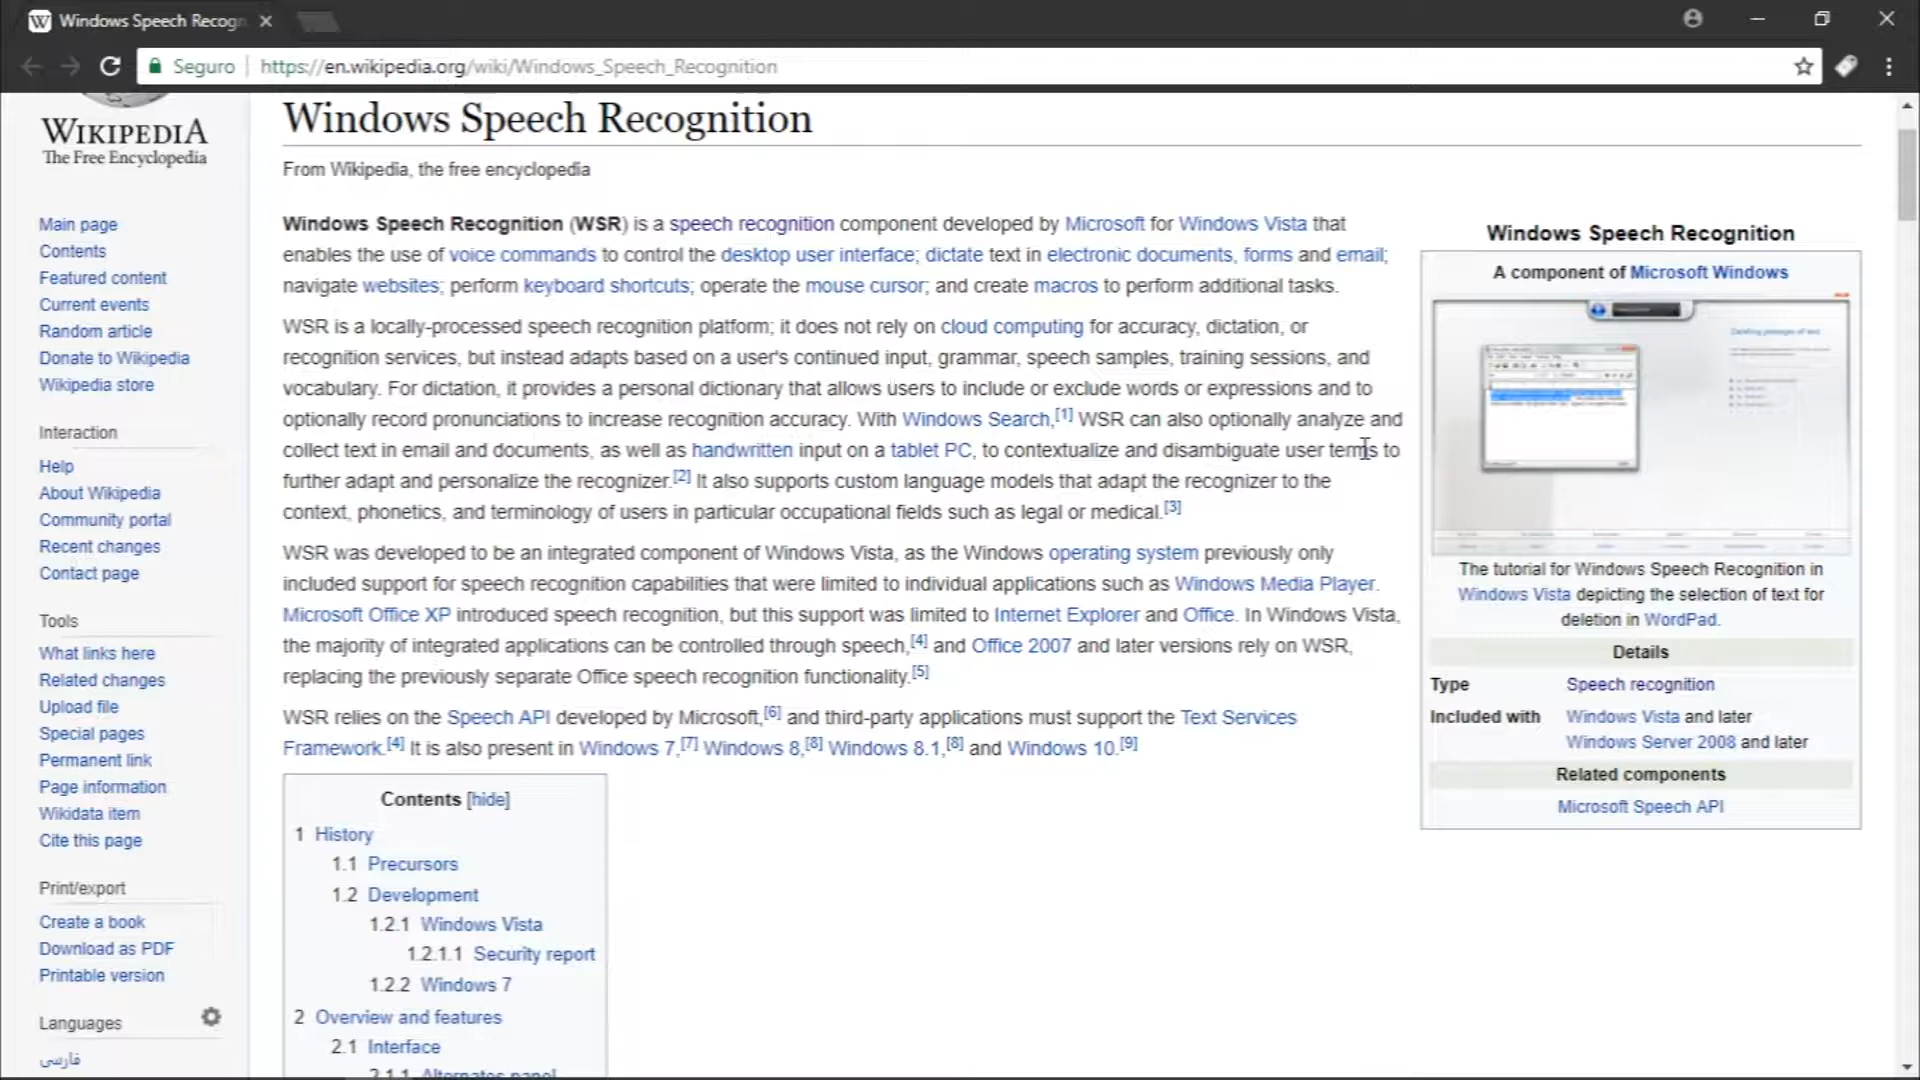 Windows Speech Recogn
Seguro
https://en.wikipedia.org/wiki/Windows_Speech_Recognition
WIKIPEDIA
The Free Encyclopedia
Main page
Contents
Featured content
Current events
Random article
Donate to Wikipedia
Wikipedia store
Interaction
Help
About Wikipedia
Community portal
Recent changes
Contact page
Tools
What links here
Related changes
Upload file
Special pages
Permanent link
Page information
Wikidata item
Cite this page
Print/export
Create a book
Download as PDF
Printable version
Languages
فارسی
Windows Speech Recognition
From Wikipedia, the free encyclopedia
Windows Speech Recognition (WSR) is a speech recognition component developed by Microsoft for Windows Vista that
enables the use of voice commands to control the desktop user interface; dictate text in electronic documents, forms and email;
navigate websites; perform keyboard shortcuts; operate the mouse cursor; and create macros to perform additional tasks.
WSR is a locally-processed speech recognition platform; it does not rely on cloud computing for accuracy, dictation, or
recognition services, but instead adapts based on a user's continued input, grammar, speech samples, training sessions, and
vocabulary. For dictation, it provides a personal dictionary that allows users to include or exclude words or expressions and to
optionally record pronunciations to increase recognition accuracy. With Windows Search,[1] WSR can also optionally analyze and
collect text in email and documents, as well as handwritten input on a tablet PC, to contextualize and disambiguate user terms to
further adapt and personalize the recognizer.[2] It also supports custom language models that adapt the recognizer to the
context, phonetics, and terminology of users in particular occupational fields such as legal or medical.[3]
WSR was developed to be an integrated component of Windows Vista, as the Windows operating system previously only
included support for speech recognition capabilities that were limited to individual applications such as Windows Media Player.
Microsoft Office XP introduced speech recognition, but this support was limited to Internet Explorer and Office. In Windows Vista,
the majority of integrated applications can be controlled through speech,[4] and Office 2007 and later versions rely on WSR,
replacing the previously separate Office speech recognition functionality.[5]
WSR relies on the Speech API developed by Microsoft,[6] and third-party applications must support the Text Services
Framework.[4] It is also present in Windows 7,[7] Windows 8,[8] Windows 8.1,[8] and Windows 10.[9]
Contents [hide]
1 History
1.1 Precursors
1.2 Development
1.2.1 Windows Vista
1.2.1.1 Security report
1.2.2 Windows 7
2 Overview and features
2.1 Interface
2.1.1 Alternates panel
Windows Speech Recognition
A component of Microsoft Windows
The tutorial for Windows Speech Recognition in
Windows Vista depicting the selection of text for
deletion in WordPad.
Details
Type Speech recognition
Included with Windows Vista and later
Windows Server 2008 and later
Related components
Microsoft Speech API